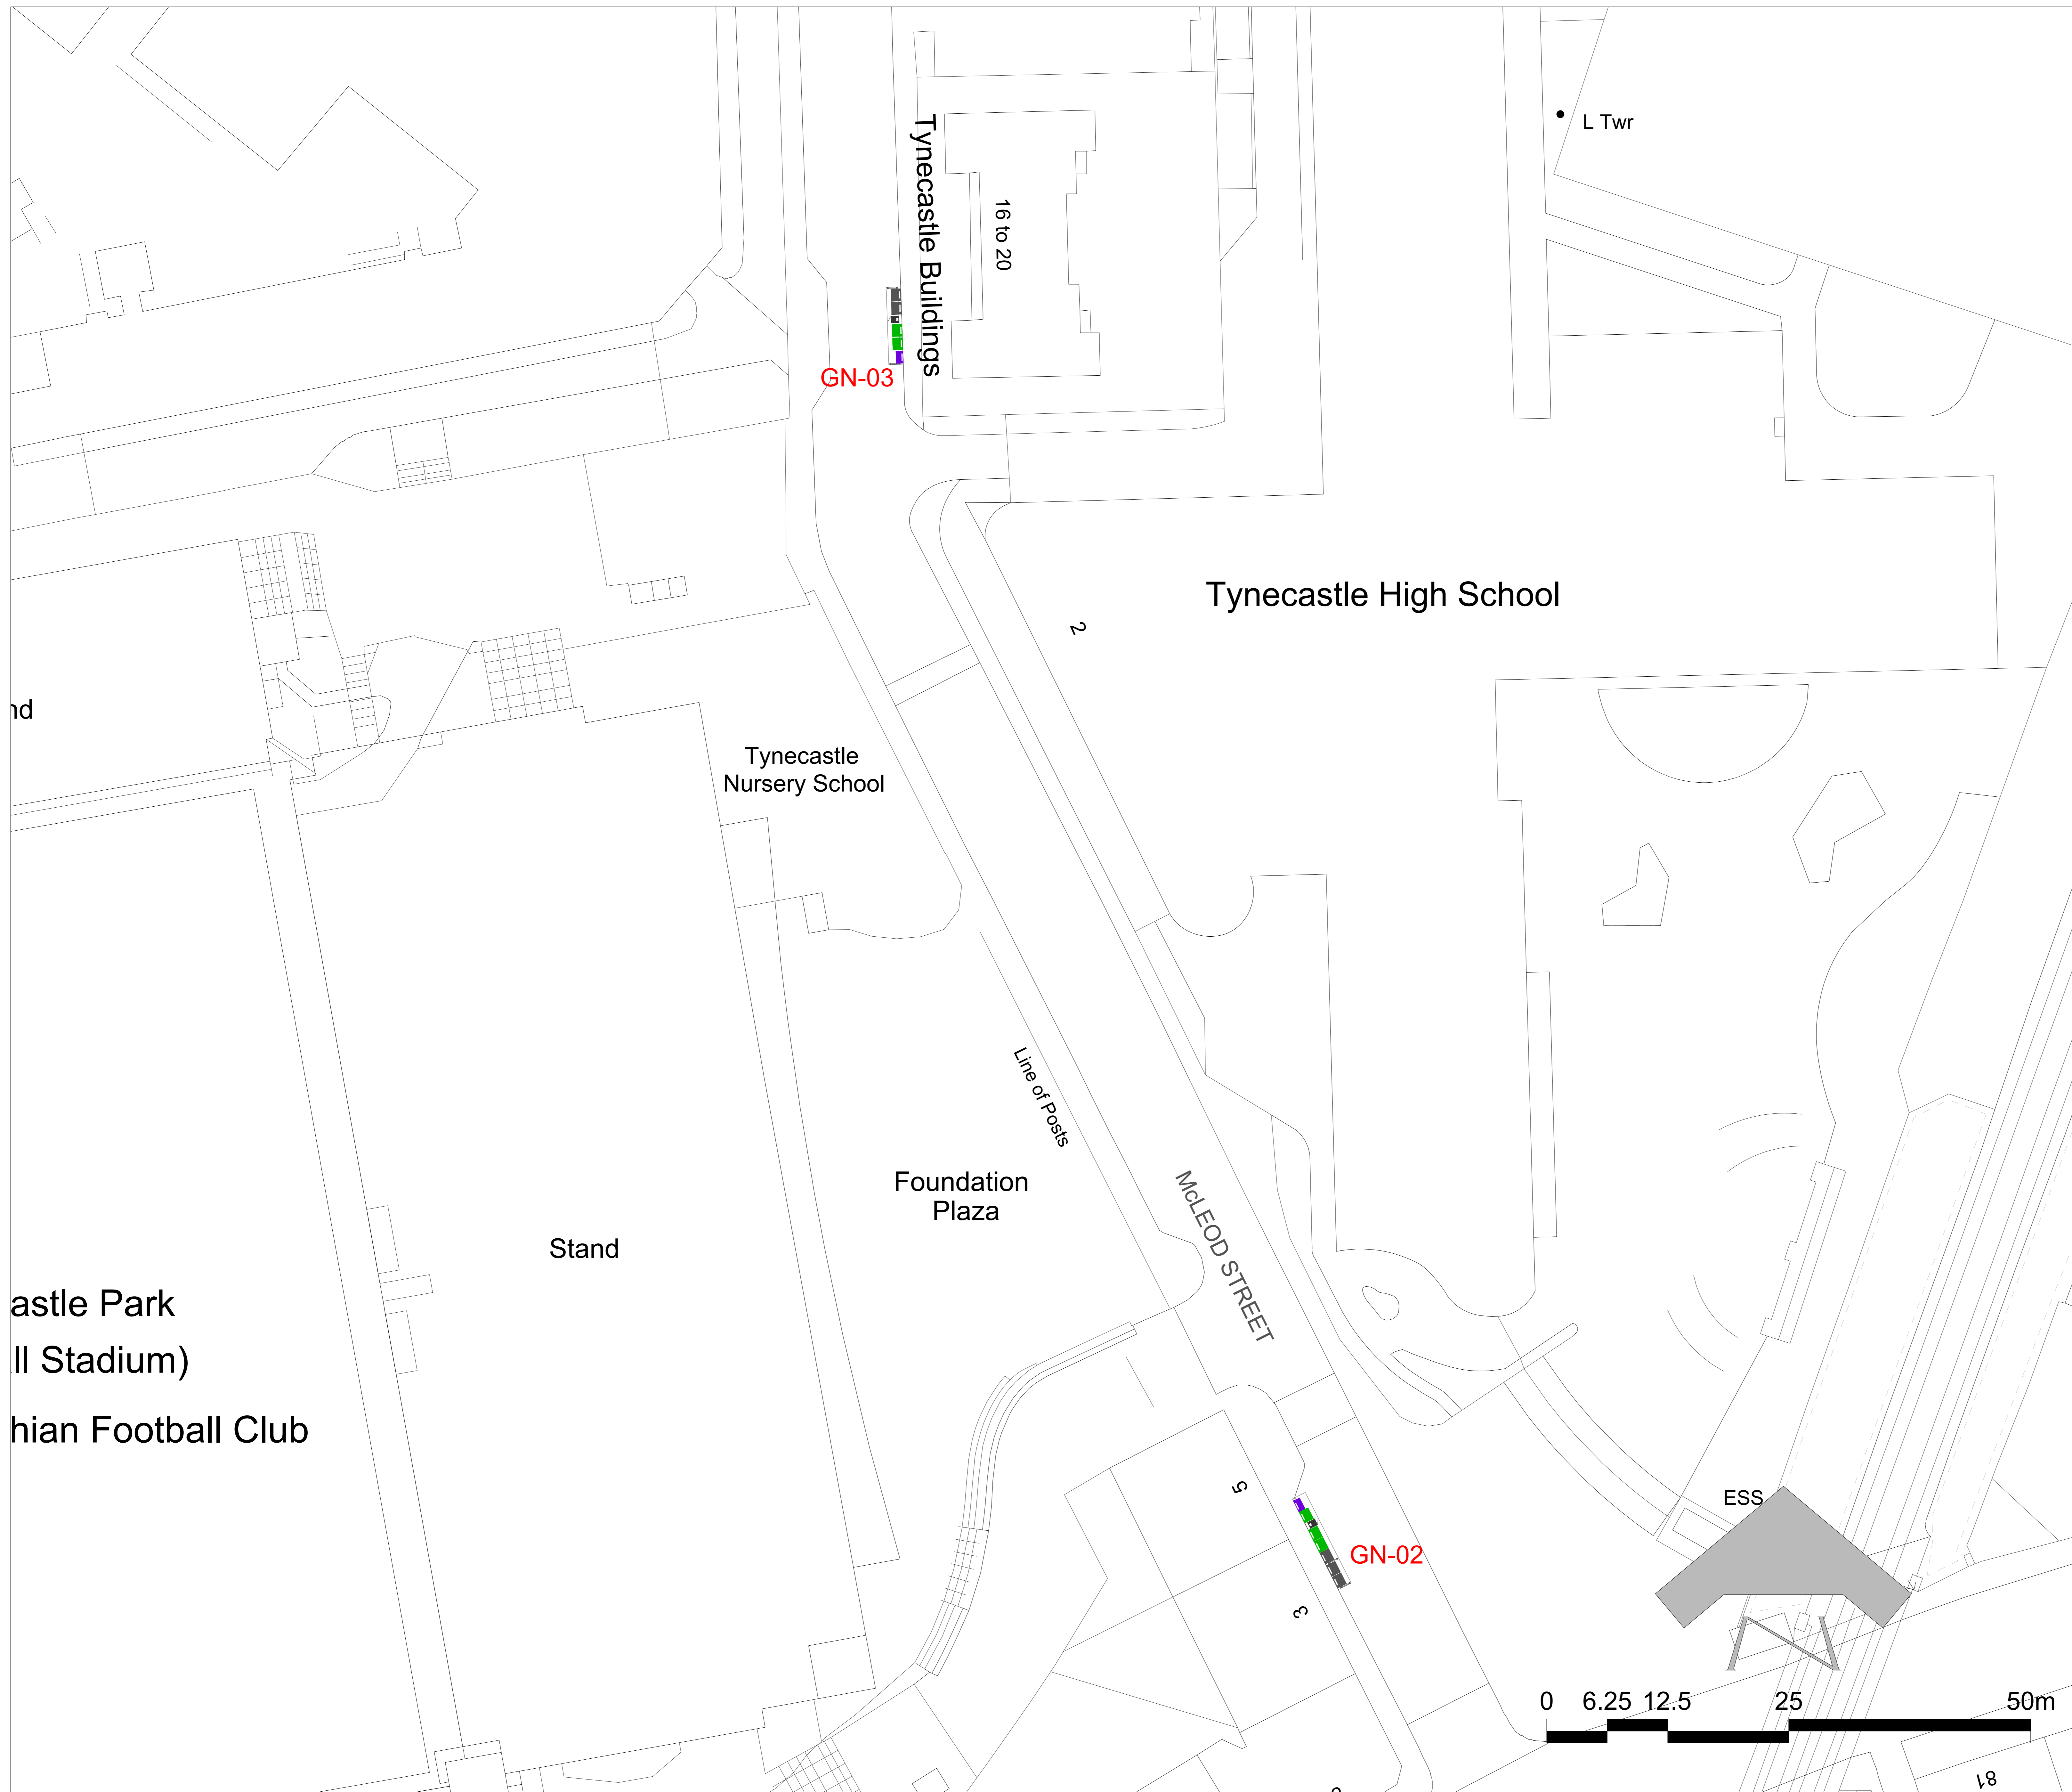 L Twr
Tynecastle Buildings
16 to 20
GN-03
Tynecastle High School
2
nd
Tynecastle
Nursery School
Line of Posts
Foundation
Plaza
McLEOD STREET
Stand
astle Park
ll Stadium)
hian Football Club
5
ESS
GN-02
3
N
0 6.25 12.5 25 50m
81